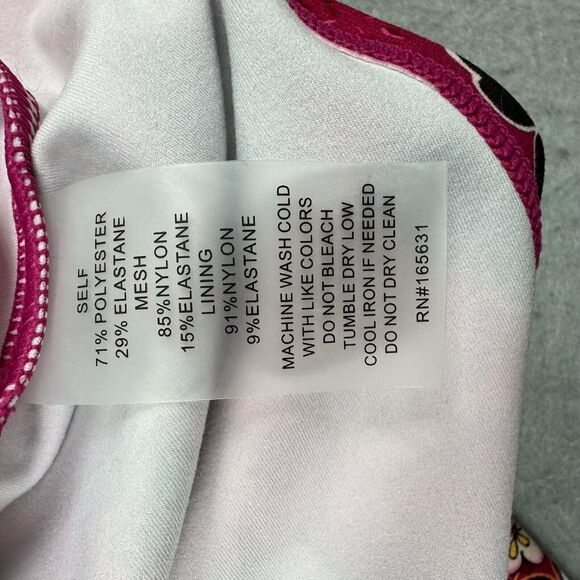 SELF
71% POLYESTER
29% ELASTANE
MESH
85%NYLON
15%ELASTANE
LINING
91%NYLON
9%ELASTANE
MACHINE WASH COLD
WITH LIKE COLORS
DO NOT BLEACH
TUMBLE DRY LOW
COOL IRON IF NEEDED
DO NOT DRY CLEAN
RN#165631